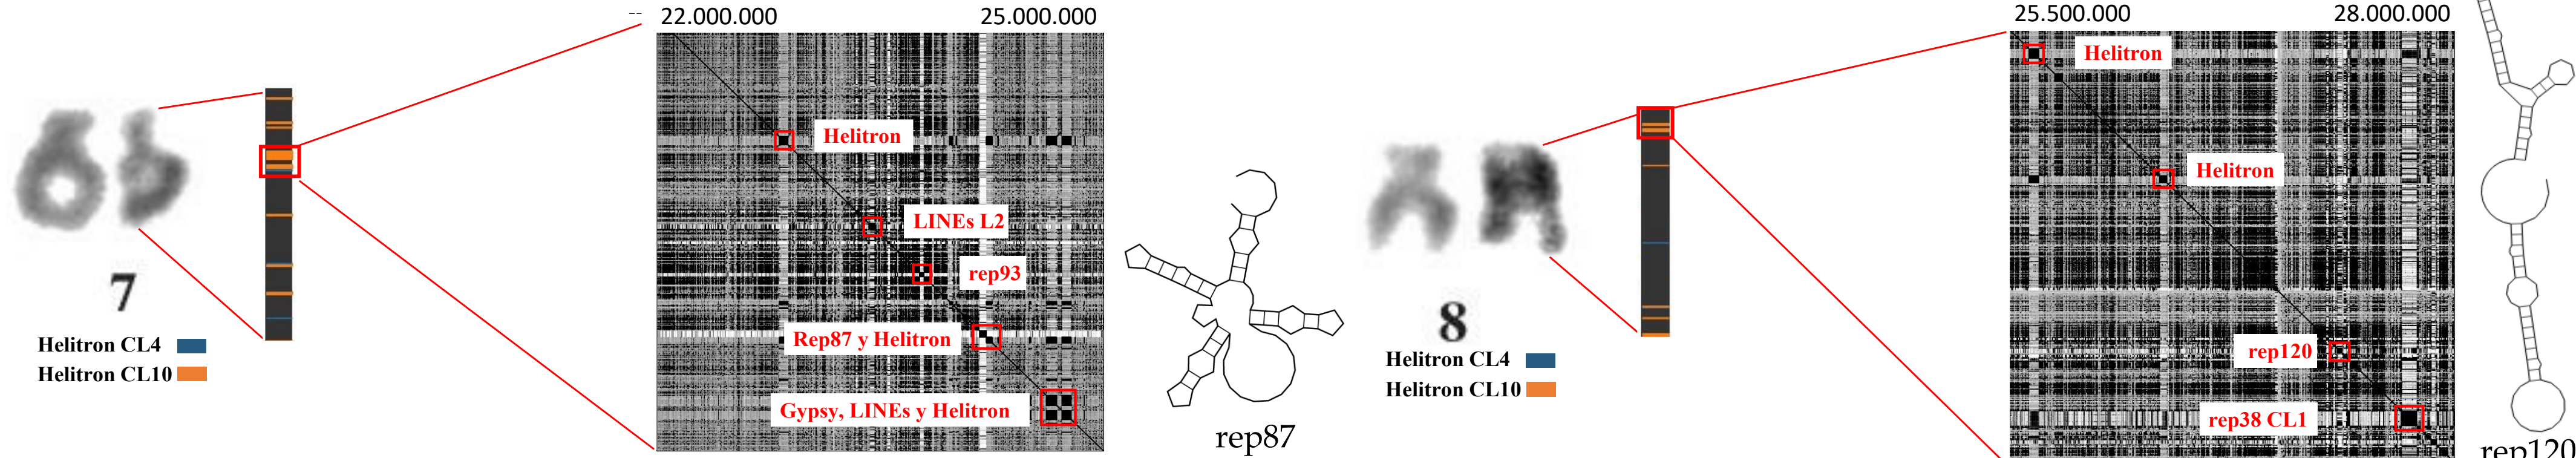 22.000.000 25.000.000
Helitron
LINEs L2
rep93
Rep87 y Helitron
Gypsy, LINEs y Helitron
7
Helitron CL4
Helitron CL10
rep87
25.500.000 28.000.000
Helitron
Helitron
rep120
rep38 CL1
8
Helitron CL4
Helitron CL10
rep120